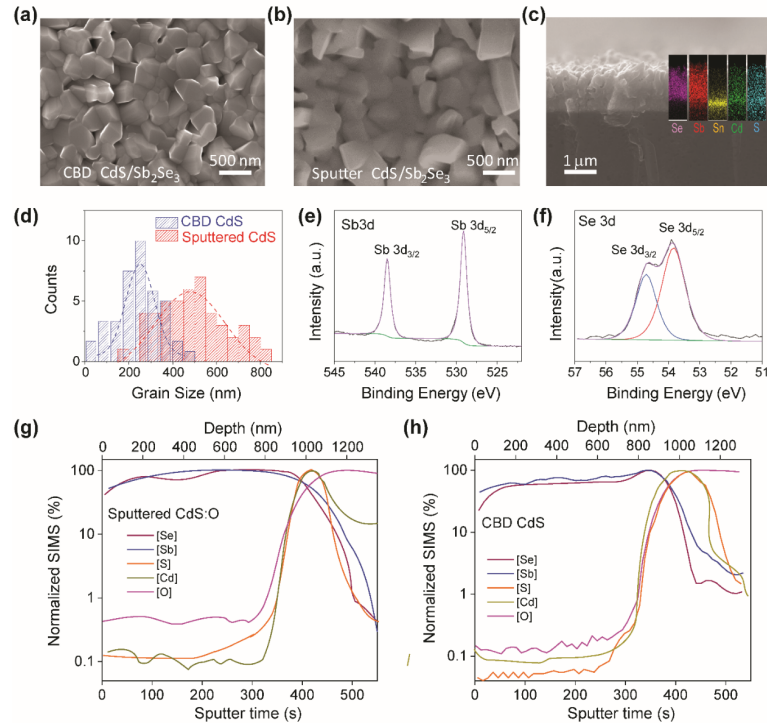 (a)
(b)
(c)
CBD CdS/Sb₂Se₃
500 nm
Sputter CdS/Sb₂Se₃
500 nm
1 μm
Se Sb Sn Cd S
(d)
CBD CdS
Sputtered CdS
Counts
10
5
0
0 200 400 600 800
Grain Size (nm)
(e)
Sb3d
Sb 3d₃/₂
Sb 3d₅/₂
Intensity (a.u.)
545 540 535 530 525
Binding Energy (eV)
(f)
Se 3d
Se 3d₃/₂
Se 3d₅/₂
Intensity(a.u.)
57 56 55 54 53 52 51
Binding Energy (eV)
(g)
Depth (nm)
0 200 400 600 800 1000 1200
Normalized SIMS (%)
100
10
1
0.1
Sputtered CdS:O
[Se]
[Sb]
[S]
[Cd]
[O]
0 100 200 300 400 500
Sputter time (s)
(h)
Depth (nm)
0 200 400 600 800 1000 1200
Normalized SIMS (%)
100
10
1
0.1
CBD CdS
[Se]
[Sb]
[S]
[Cd]
[O]
0 100 200 300 400 500
Sputter time (s)